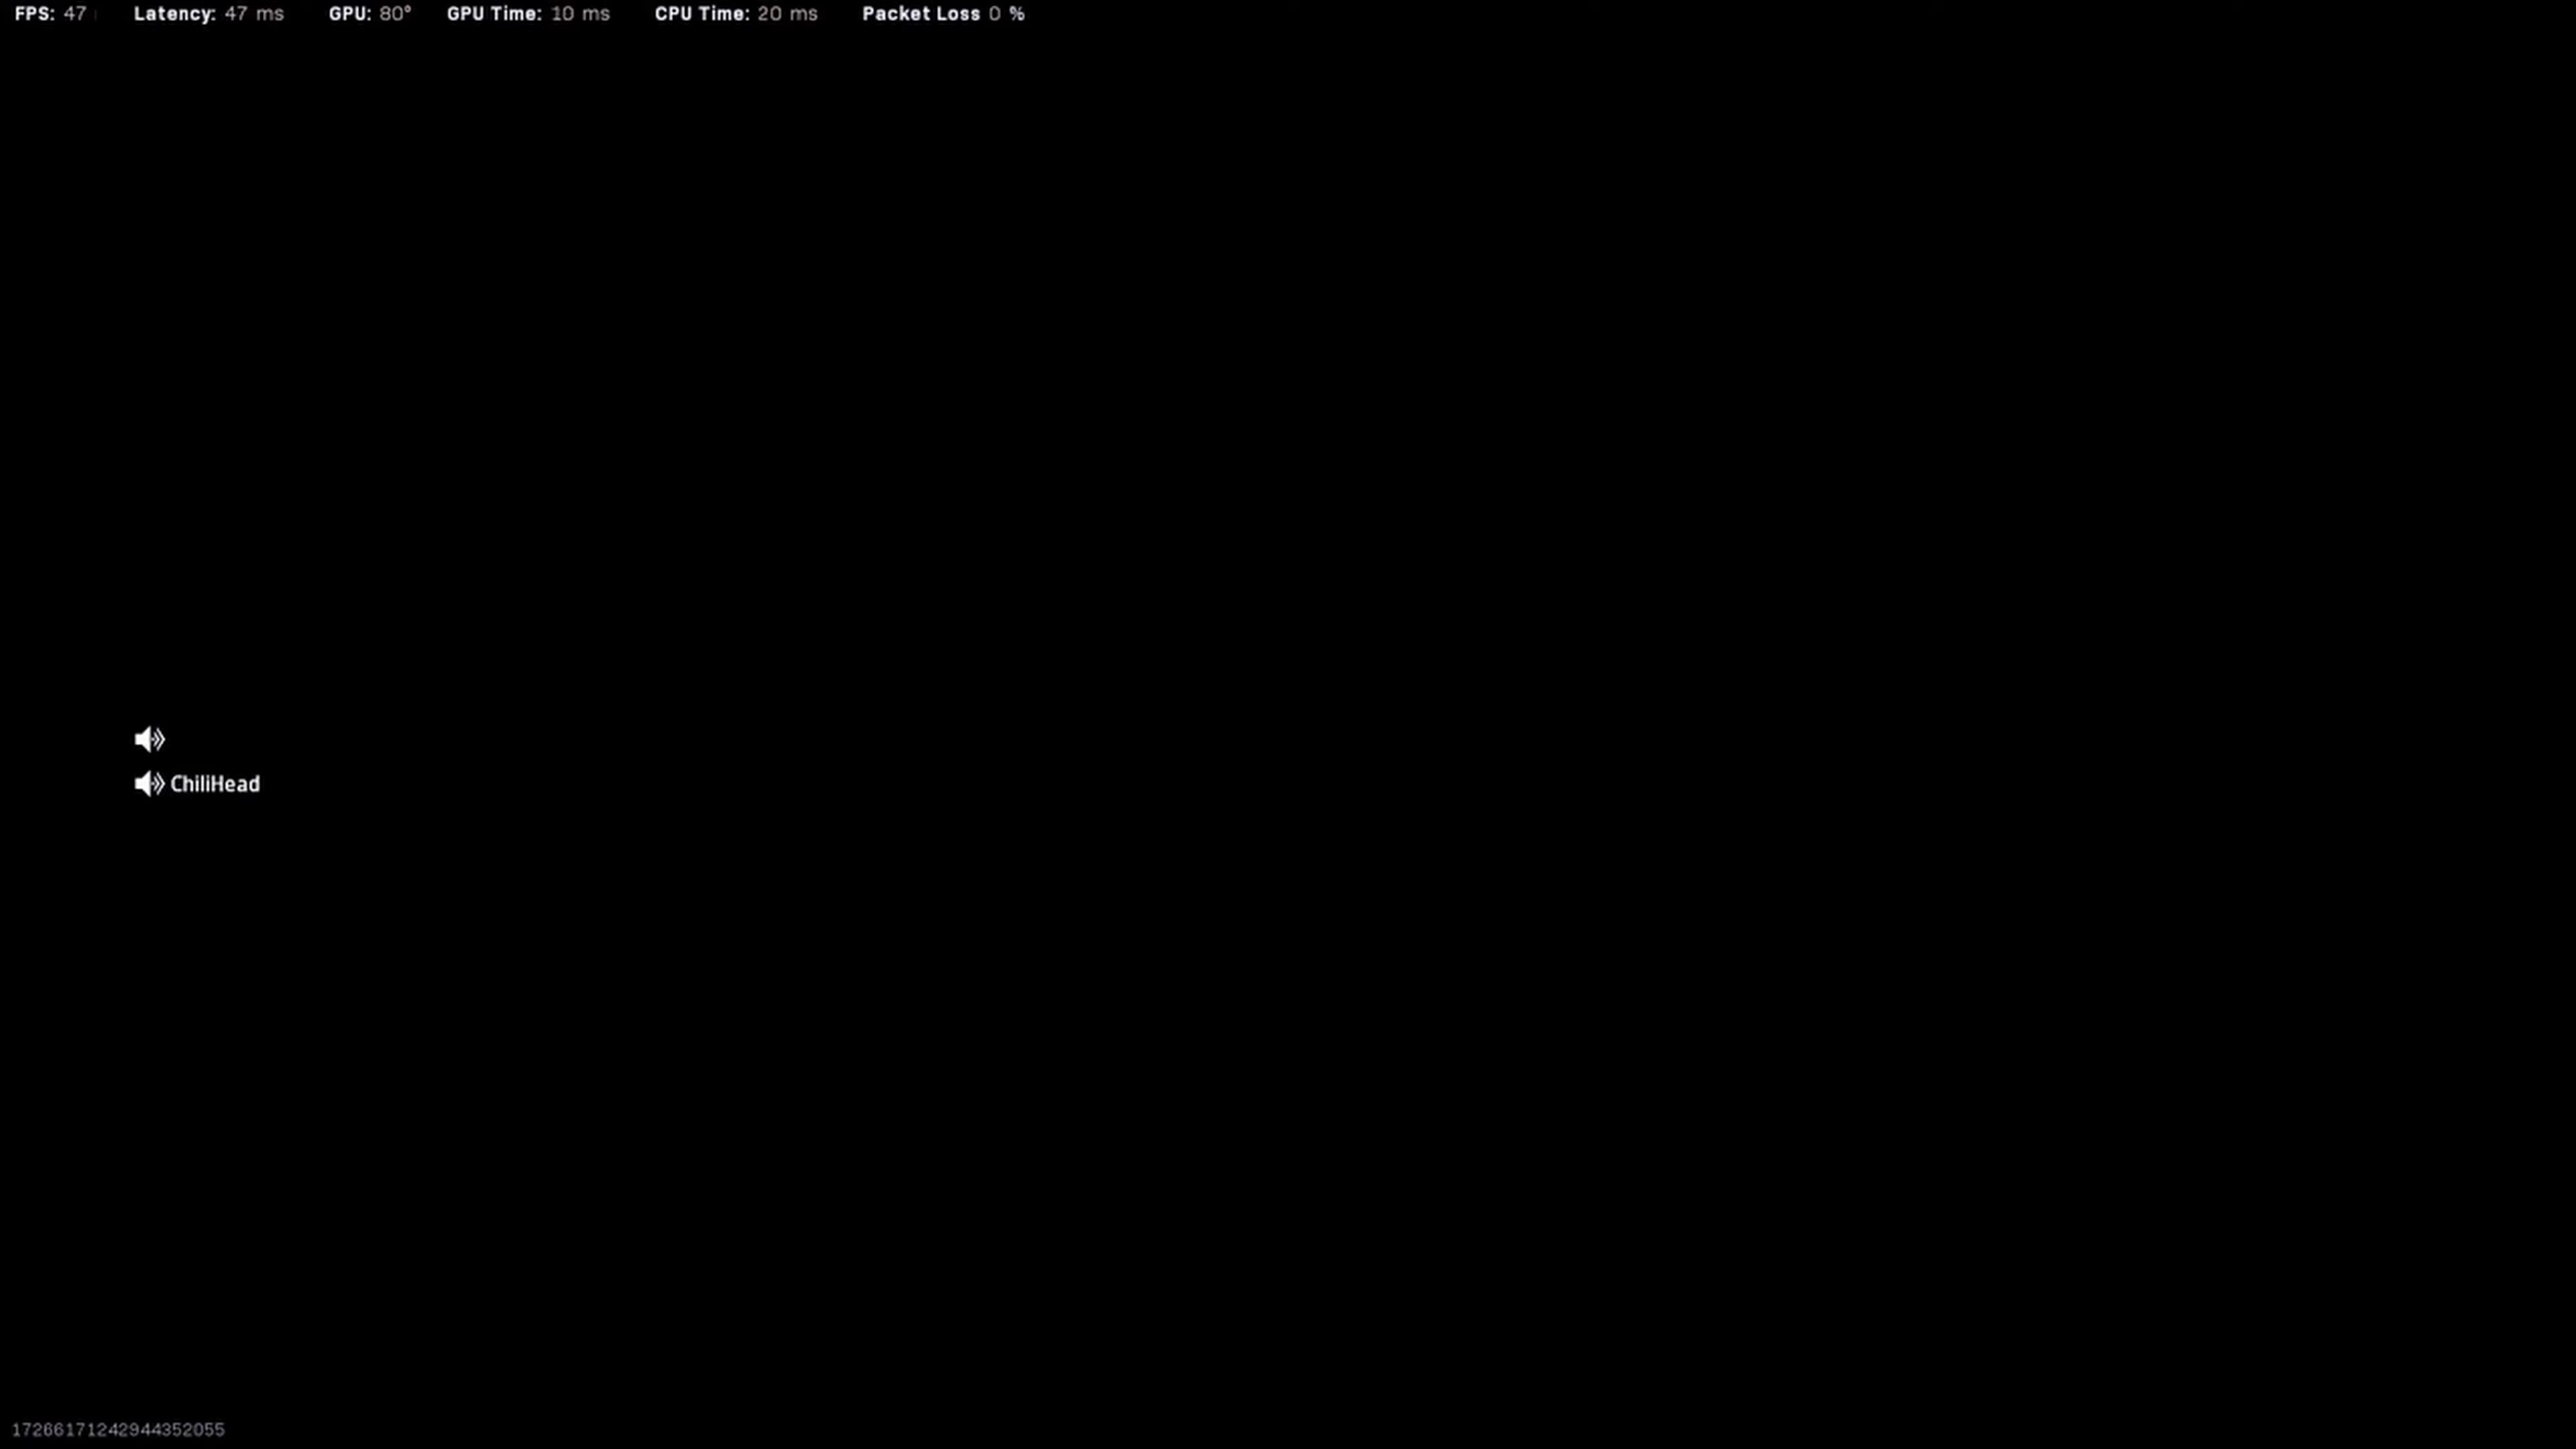 FPS: 47 Latency: 47 ms GPU: 80° GPU Time: 10 ms CPU Time: 20 ms Packet Loss 0 %
ChiliHead
17266171242944352055